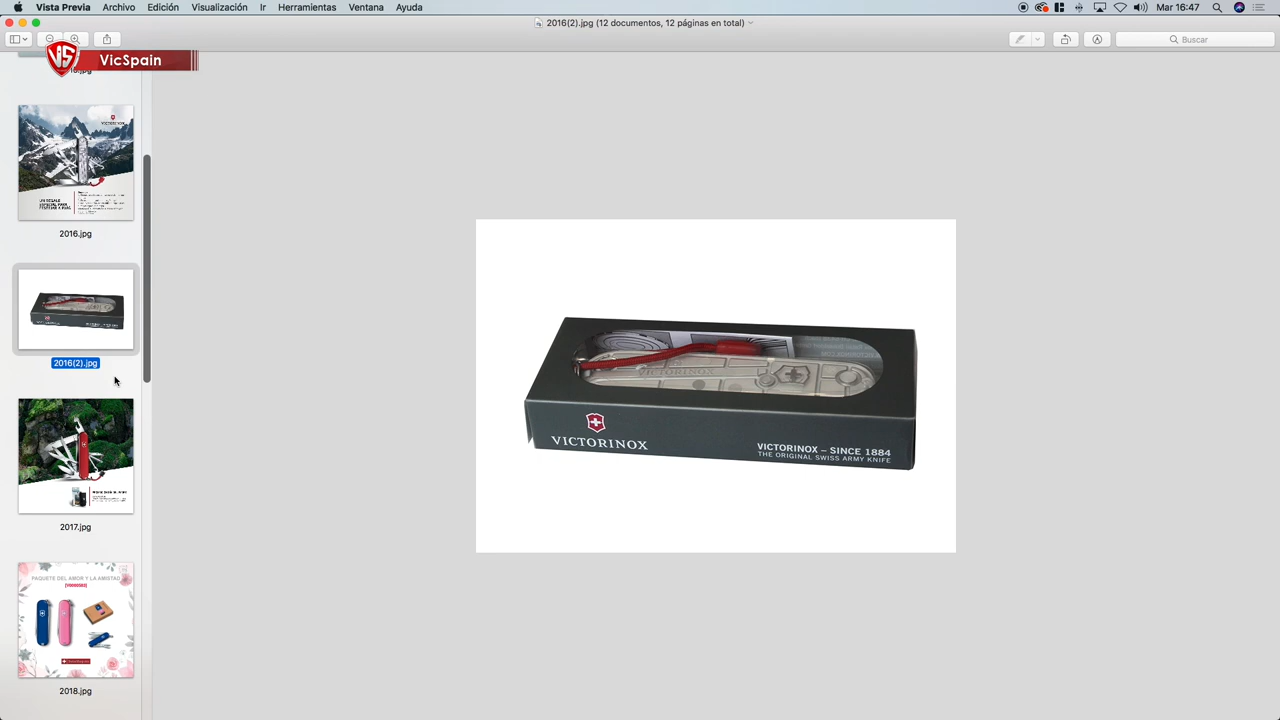 Vista Previa Archivo Edición Visualización Ir Herramientas Ventana Ayuda Mar 16:47
2016(2).jpg (12 documentos, 12 páginas en total)
Buscar
VS VicSpain
2016.jpg
2016(2).jpg
2017.jpg
PAQUETE DEL AMOR Y LA AMISTAD
2018.jpg
VICTORINOX
VICTORINOX
VICTORINOX – SINCE 1884
THE ORIGINAL SWISS ARMY KNIFE